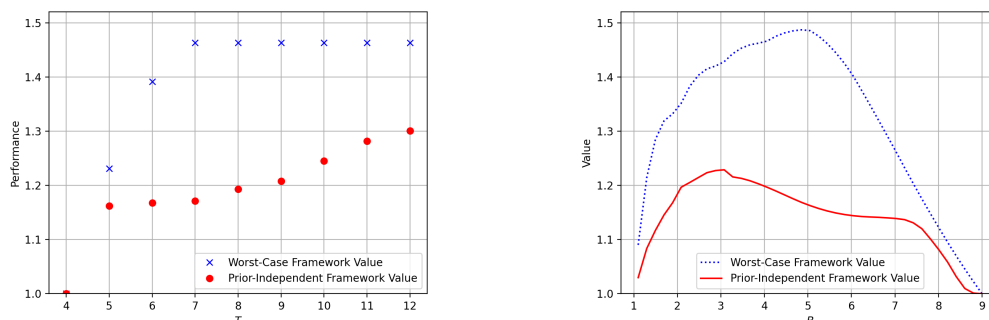 1.5
1.4
1.3
1.2
1.1
1.0
Performance
4 5 6 7 8 9 10 11 12
Worst-Case Framework Value
Prior-Independent Framework Value
1.5
1.4
1.3
1.2
1.1
1.0
Value
1 2 3 4 5 6 7 8 9
Worst-Case Framework Value
Prior-Independent Framework Value